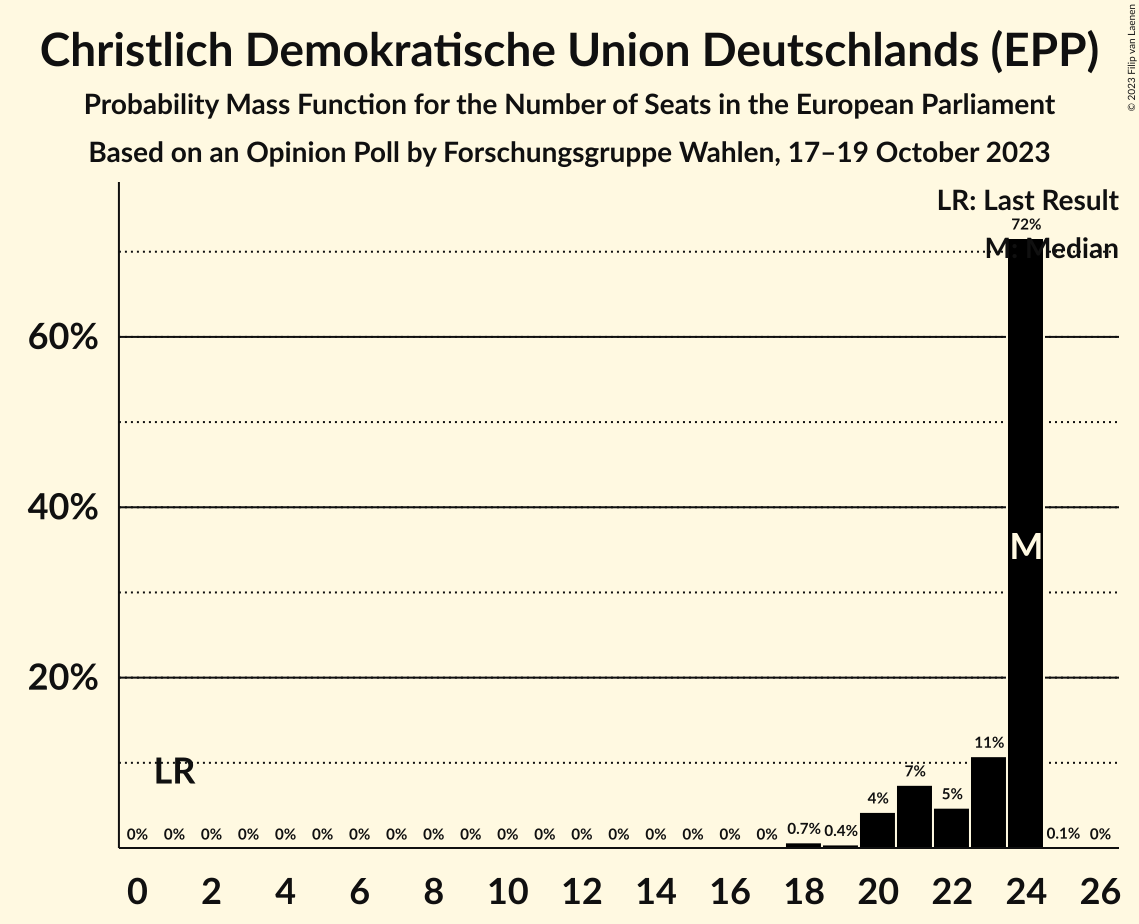 Christlich Demokratische Union Deutschlands (EPP)
Probability Mass Function for the Number of Seats in the European Parliament
Based on an Opinion Poll by Forschungsgruppe Wahlen, 17–19 October 2023
© 2023 Filip van Laenen
LR: Last Result
72%
M: Median
60%
40%
M
20%
LR
0% 0% 0% 0% 0% 0% 0% 0% 0% 0% 0% 0% 0% 0% 0% 0% 0% 0% 0.7% 0.4% 4% 7% 5% 11% 0.1% 0%
0 2 4 6 8 10 12 14 16 18 20 22 24 26